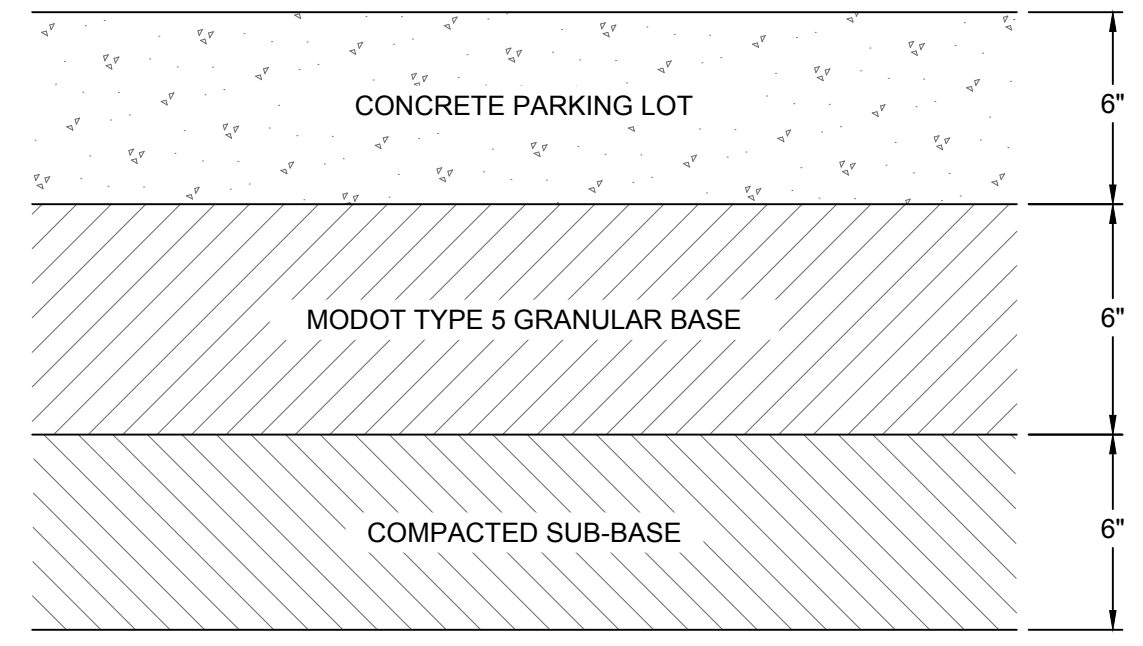 CONCRETE PARKING LOT
6"
MODOT TYPE 5 GRANULAR BASE
6"
COMPACTED SUB-BASE
6"